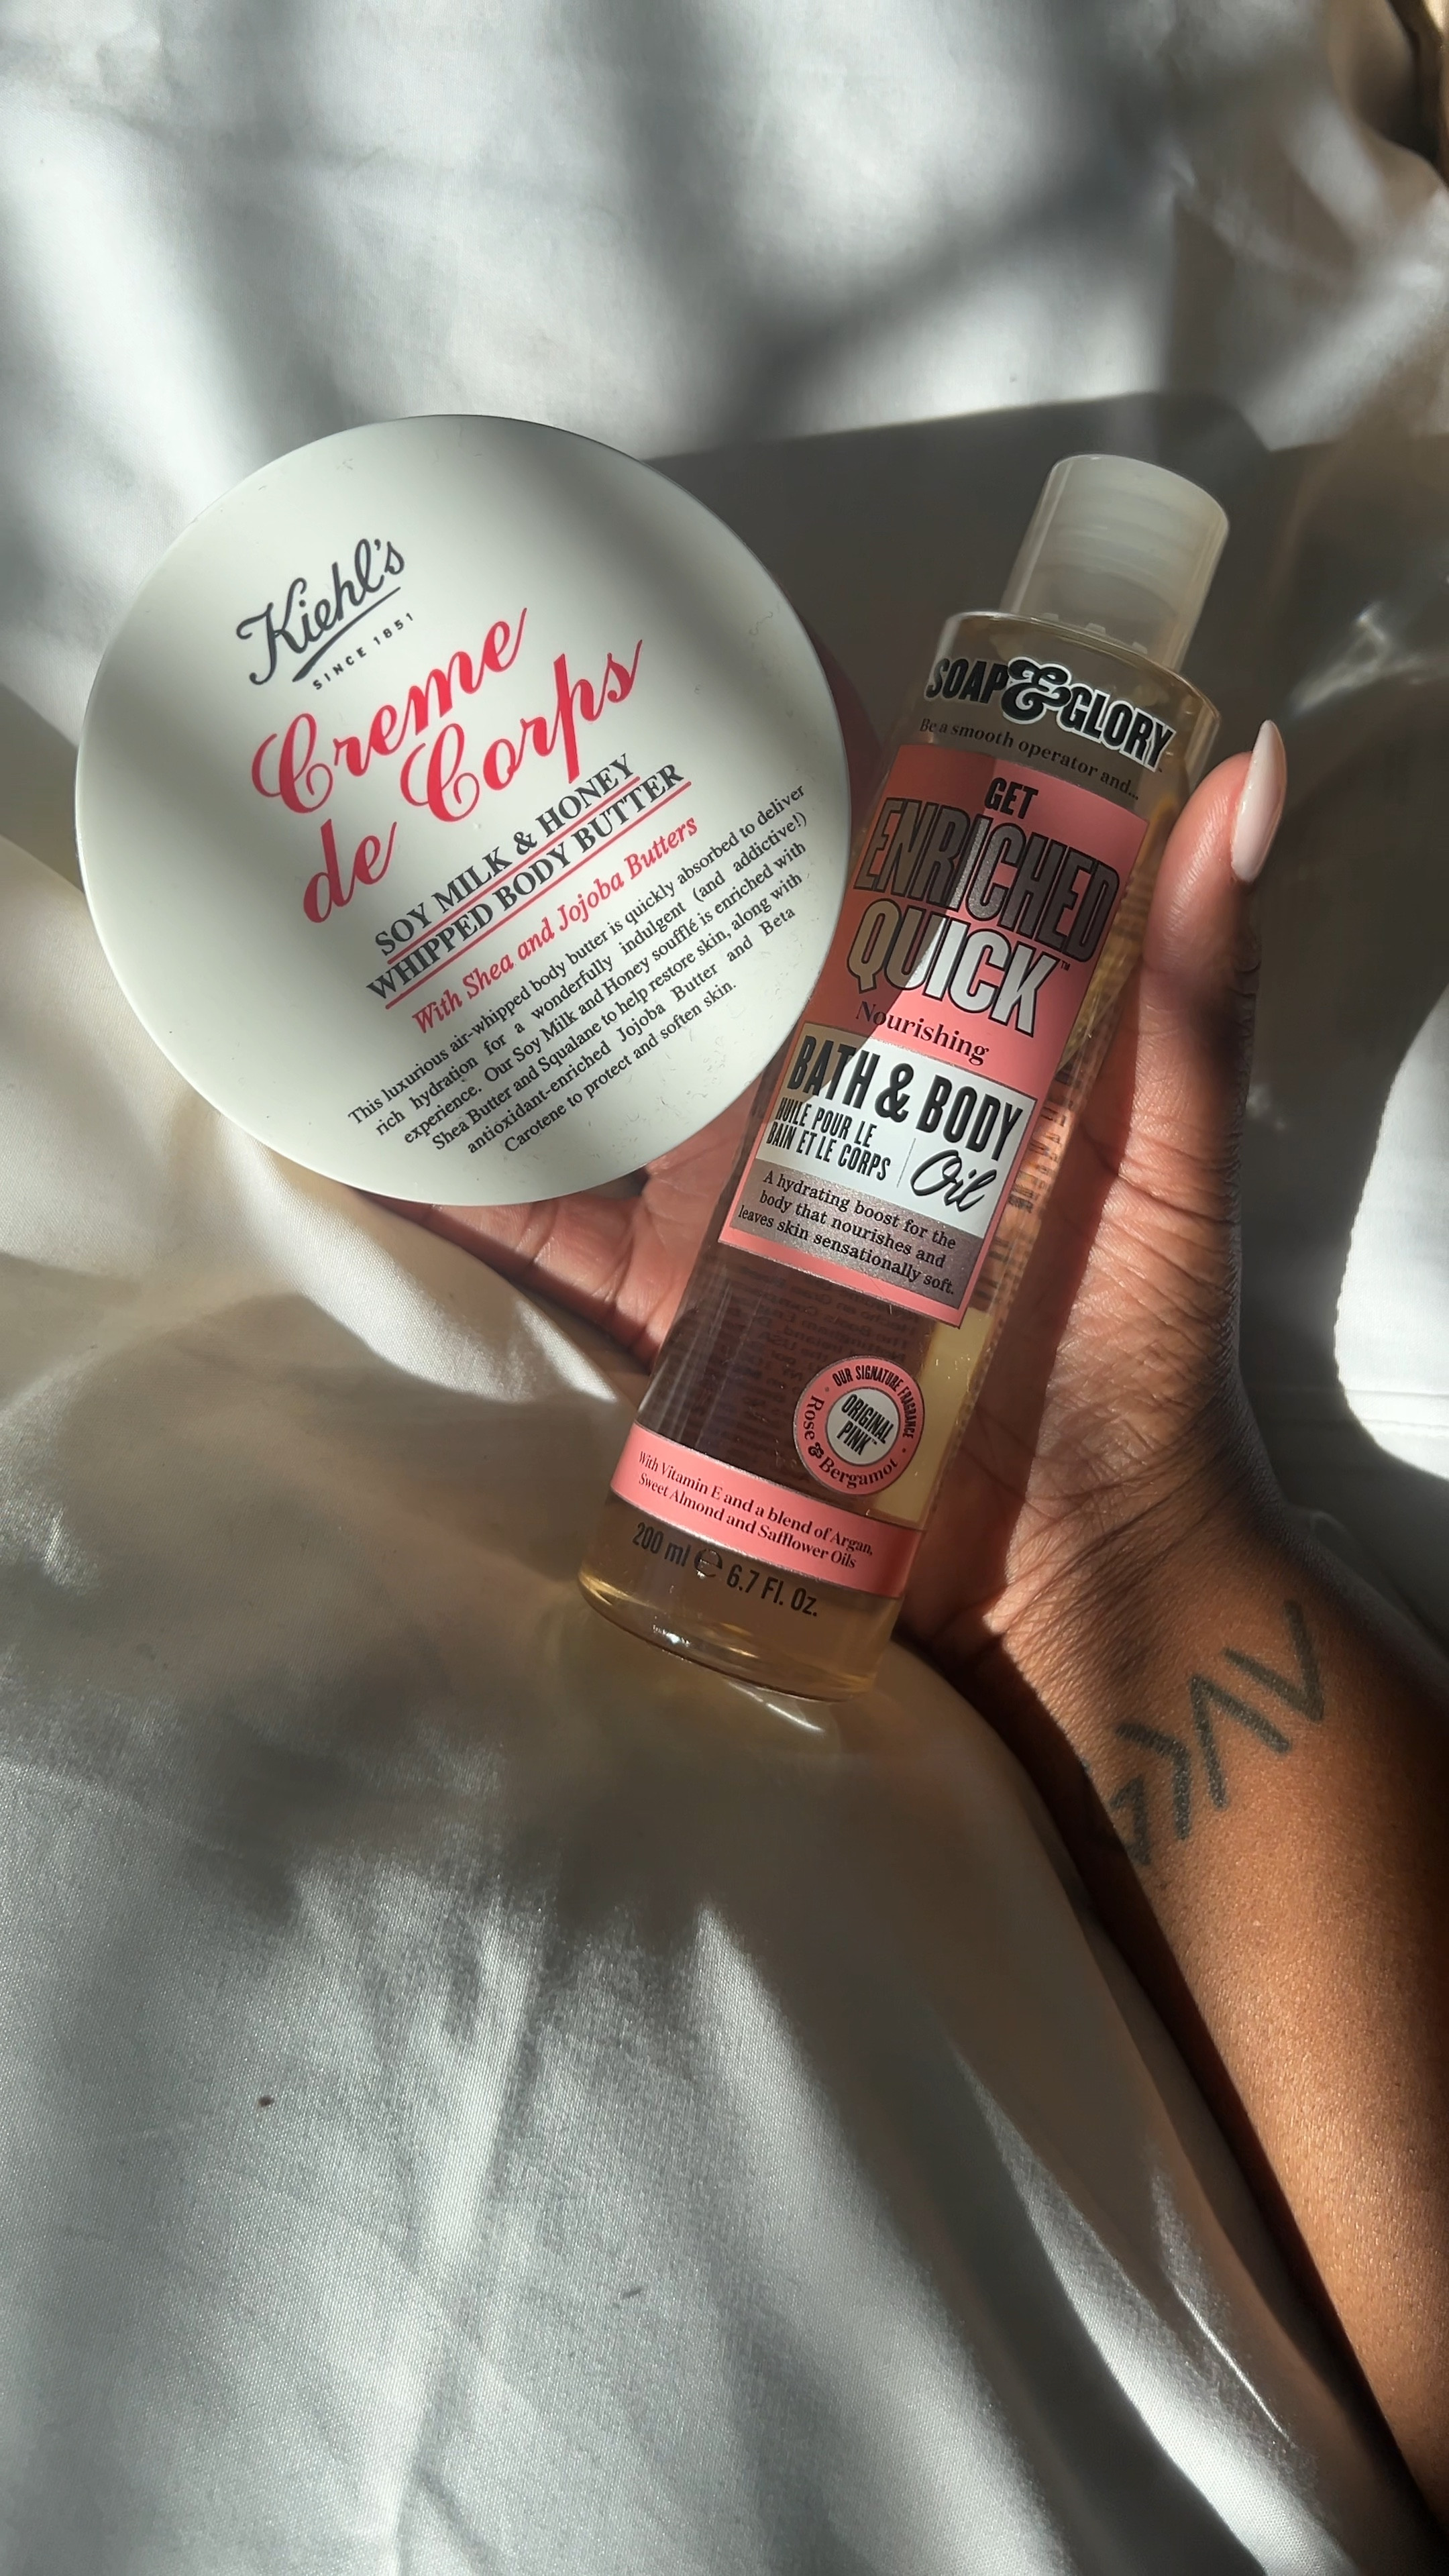 Kiehl's
SINCE 1851
Creme
de Corps
SOY MILK & HONEY
WHIPPED BODY BUTTER
With Shea and Jojoba Butters
This luxurious air-whipped body butter is quickly absorbed to deliver
rich hydration for a wonderfully indulgent (and addictive!)
experience. Our Soy Milk and Honey soufflé is enriched with
Shea Butter and Squalane to help restore skin, along with
antioxidant-enriched Jojoba Butter and Beta
Carotene to protect and soften skin.
SOAP & GLORY
Be a smooth operator and...
GET
ENRICHED
QUICK™
Nourishing
BATH & BODY
Oil
HUILE POUR LE
BAIN ET LE CORPS
A hydrating boost for the
body that nourishes and
leaves skin sensationally soft.
OUR SIGNATURE FRAGRANCE
ORIGINAL
PINK™
Rose & Bergamot
With Vitamin E and a blend of Argan,
Sweet Almond and Safflower Oils
200 ml ℮ 6.7 Fl. Oz.